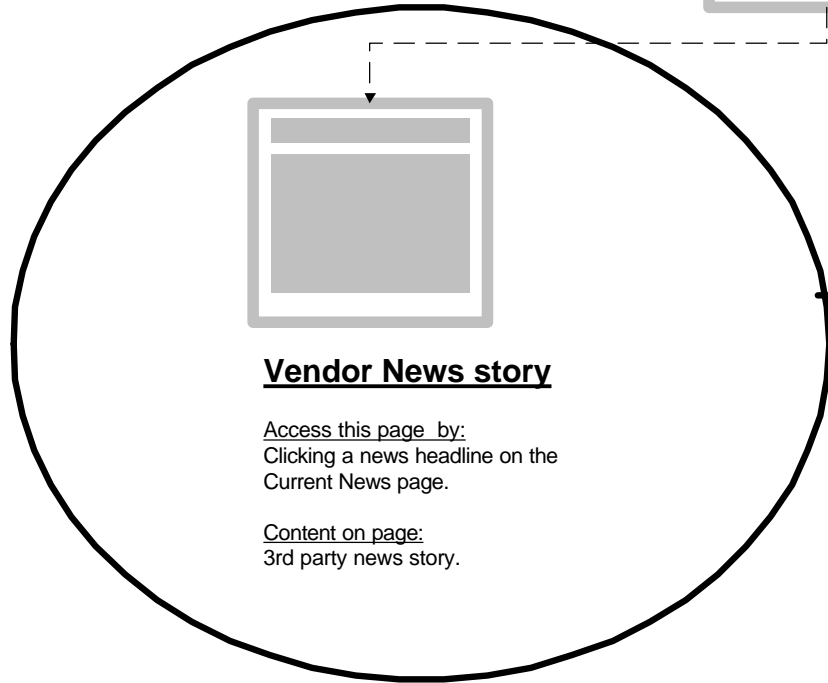 Vendor News story
Access this page  by:
Clicking a news headline on the
Current News page.
Content on page:
3rd party news story.